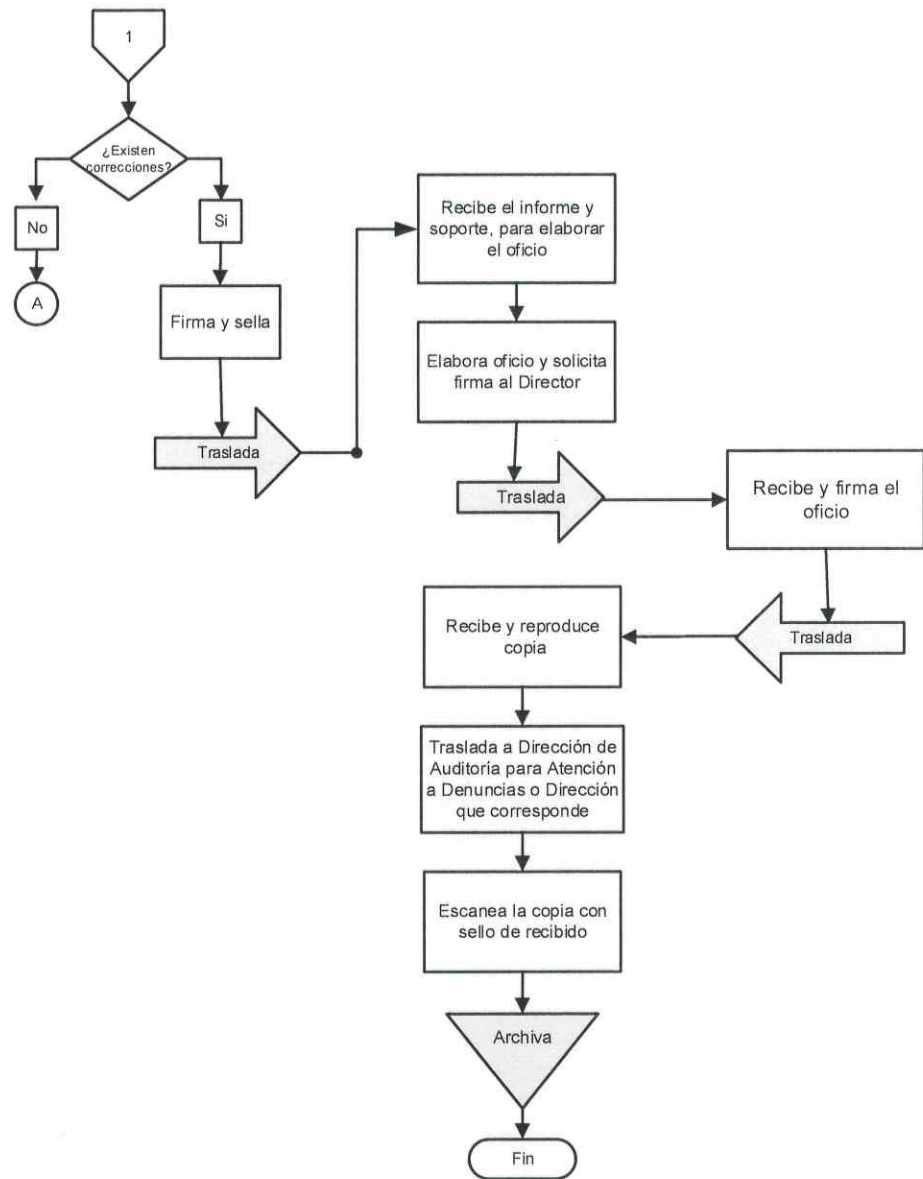 1
¿Existen
correcciones?
No
Si
A
Firma y sella
Traslada
Recibe el informe y
soporte, para elaborar
el oficio
Elabora oficio y solicita
firma al Director
Traslada
Recibe y firma el
oficio
Traslada
Recibe y reproduce
copia
Traslada a Dirección de
Auditoría para Atención
a Denuncias o Dirección
que corresponde
Escanea la copia con
sello de recibido
Archiva
Fin